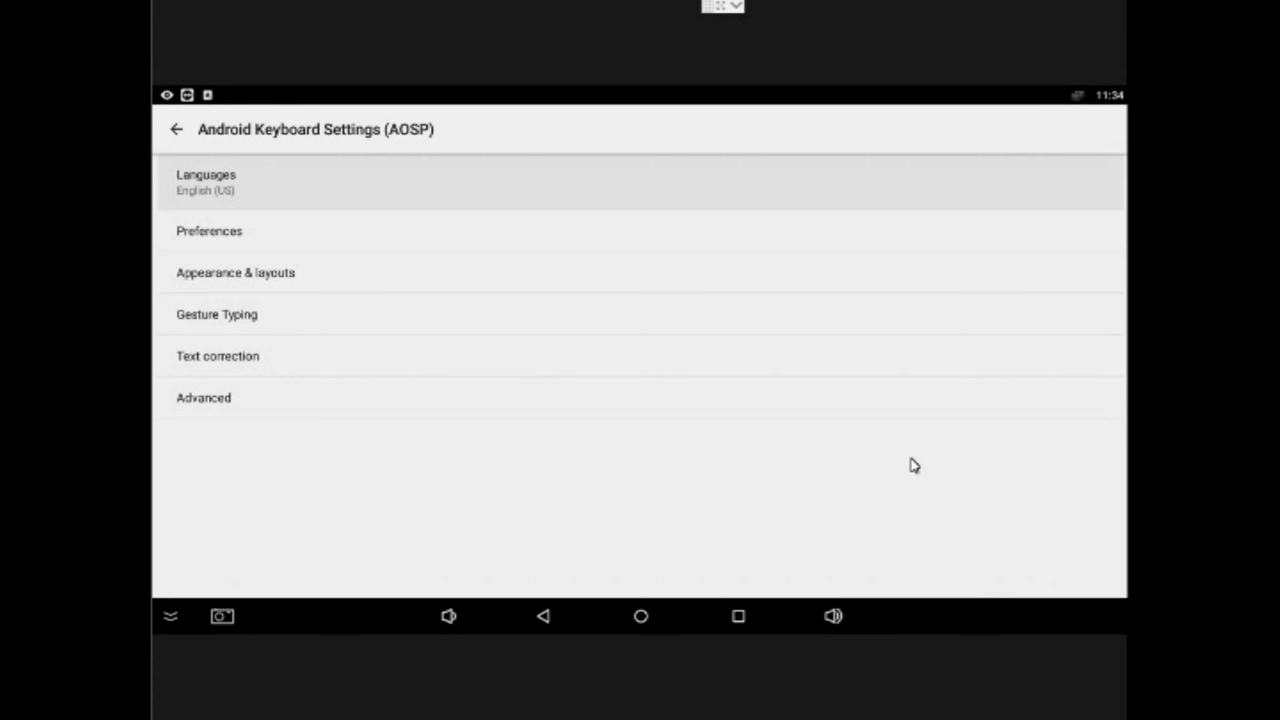 11:34
Android Keyboard Settings (AOSP)
Languages
English (US)
Preferences
Appearance & layouts
Gesture Typing
Text correction
Advanced